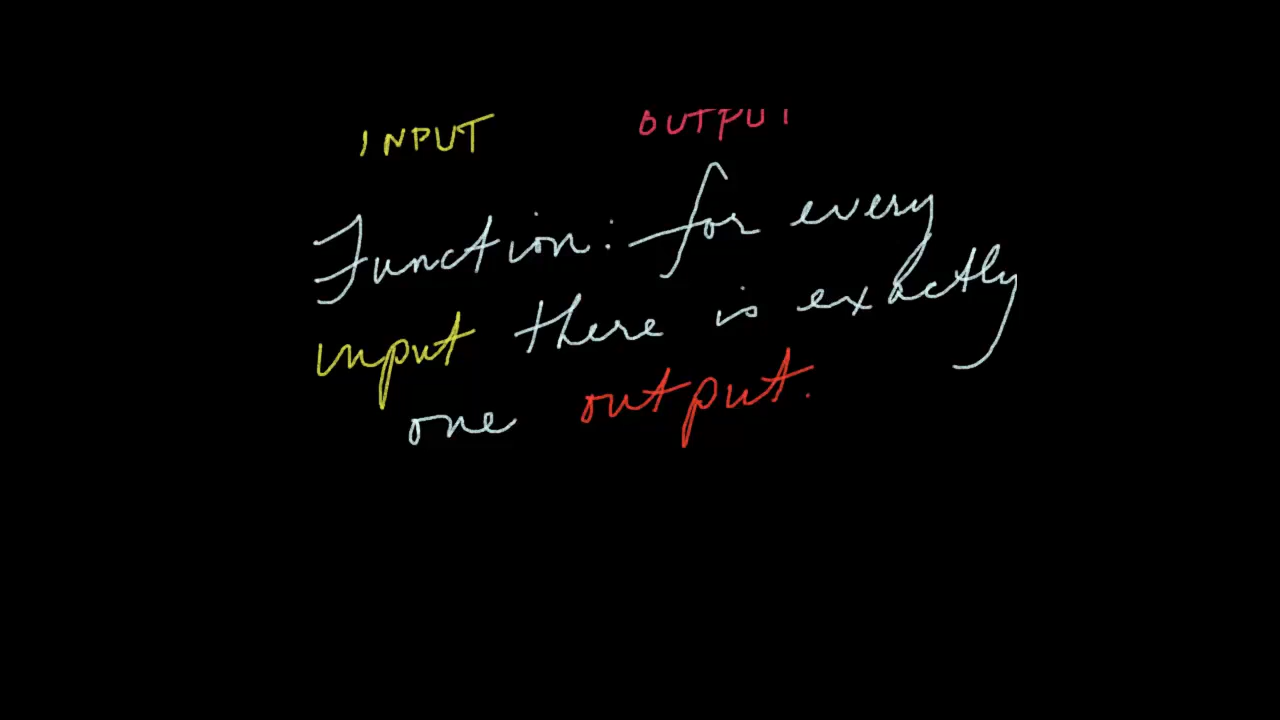 INPUT OUTPUT
Function: for every
input there is exactly
one output.